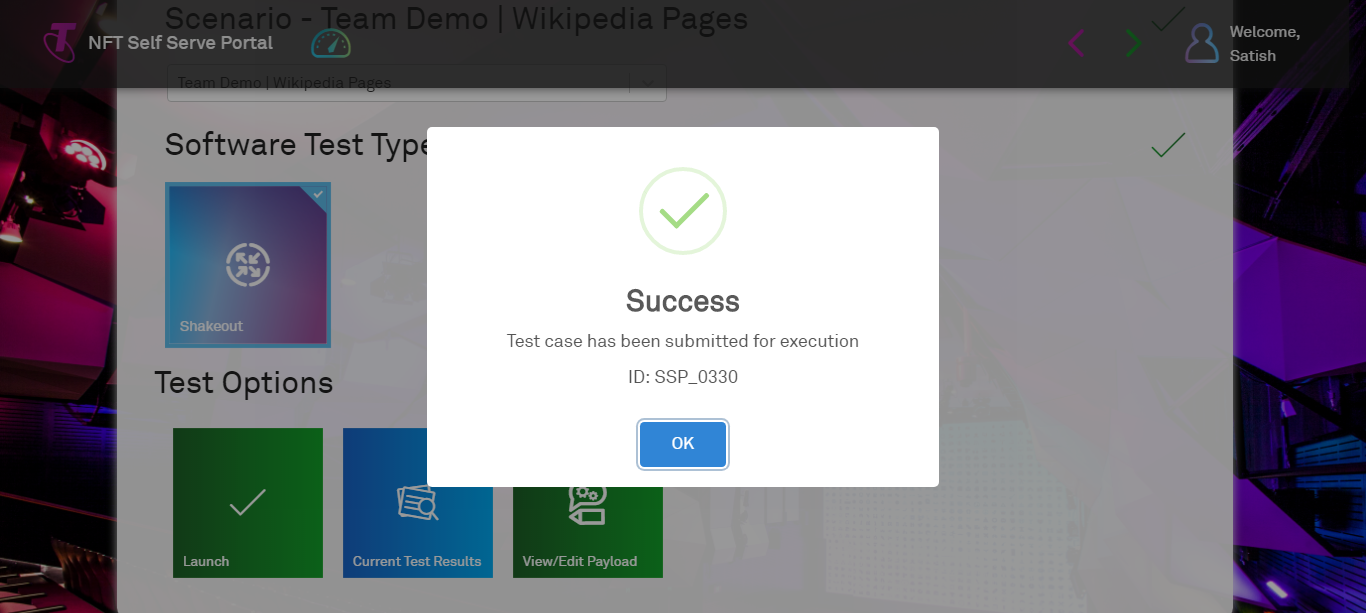 Scenario - Team Demo | Wikipedia Pages
NFT Self Serve Portal
Welcome,
Satish
Team Demo | Wikipedia Pages
Software Test Type
Shakeout
Success
Test case has been submitted for execution
ID: SSP_0330
OK
Test Options
Launch
Current Test Results
View/Edit Payload